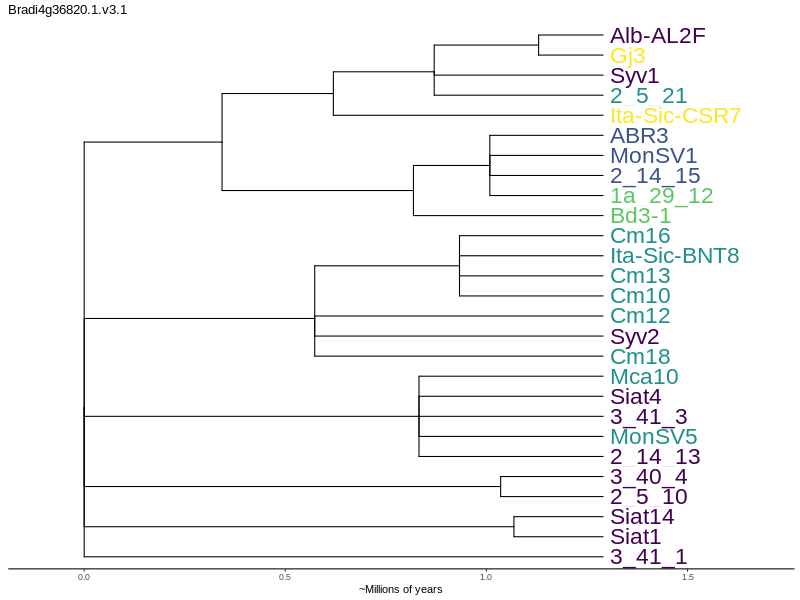 Bradi4g36820.1.v3.1
Alb-AL2F
Gj3
Syv1
2_5_21
Ita-Sic-CSR7
ABR3
MonSV1
2_14_15
1a_29_12
Bd3-1
Cm16
Ita-Sic-BNT8
Cm13
Cm10
Cm12
Syv2
Cm18
Mca10
Siat4
3_41_3
MonSV5
2_14_13
3_40_4
2_5_10
Siat14
Siat1
3_41_1
0.0 0.5 1.0 1.5
~Millions of years